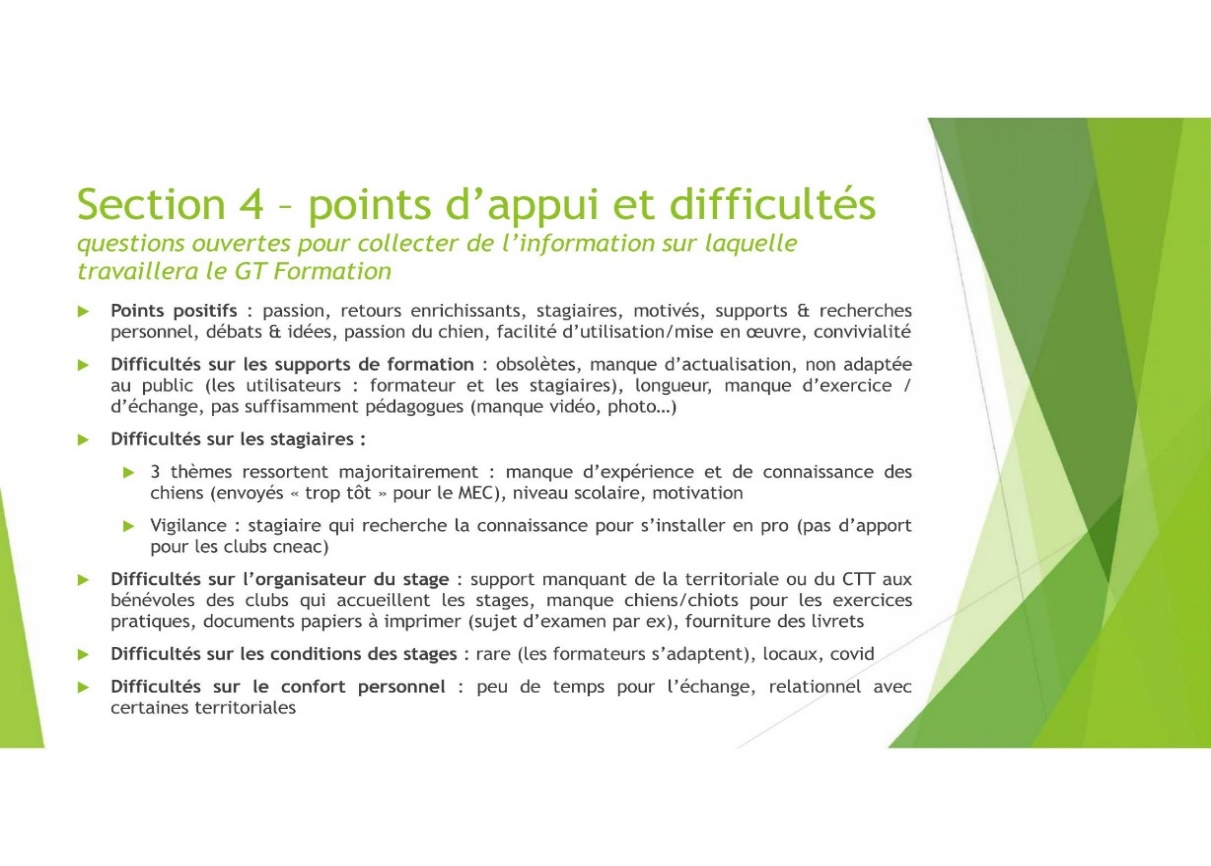 Section 4 – points d’appui et difficultés
questions ouvertes pour collecter de l’information sur laquelle
travaillera le GT Formation
Points positifs : passion, retours enrichissants, stagiaires, motivés, supports & recherches
personnel, débats & idées, passion du chien, facilité d’utilisation/mise en œuvre, convivialité
Difficultés sur les supports de formation : obsolètes, manque d’actualisation, non adaptée
au public (les utilisateurs : formateur et les stagiaires), longueur, manque d’exercice /
d’échange, pas suffisamment pédagogues (manque vidéo, photo…)
Difficultés sur les stagiaires :
3 thèmes ressortent majoritairement : manque d’expérience et de connaissance des
chiens (envoyés « trop tôt » pour le MEC), niveau scolaire, motivation
Vigilance : stagiaire qui recherche la connaissance pour s’installer en pro (pas d’apport
pour les clubs cneac)
Difficultés sur l’organisateur du stage : support manquant de la territoriale ou du CTT aux
bénévoles des clubs qui accueillent les stages, manque chiens/chiots pour les exercices
pratiques, documents papiers à imprimer (sujet d’examen par ex), fourniture des livrets
Difficultés sur les conditions des stages : rare (les formateurs s’adaptent), locaux, covid
Difficultés sur le confort personnel : peu de temps pour l’échange, relationnel avec
certaines territoriales